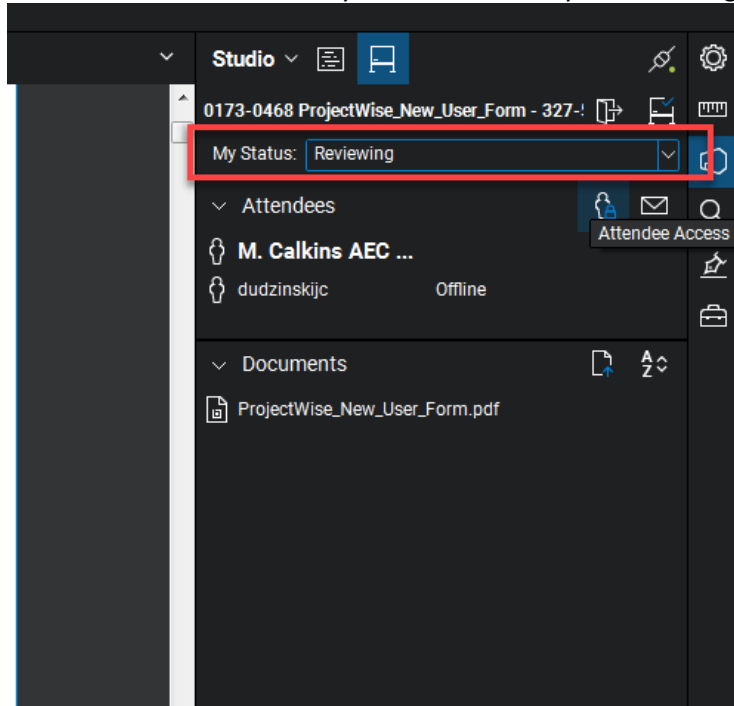 Studio
0173-0468 ProjectWise_New_User_Form - 327-
My Status: Reviewing
Attendees
Attendee Access
M. Calkins AEC ...
dudzinskijc Offline
Documents
A
Z
ProjectWise_New_User_Form.pdf